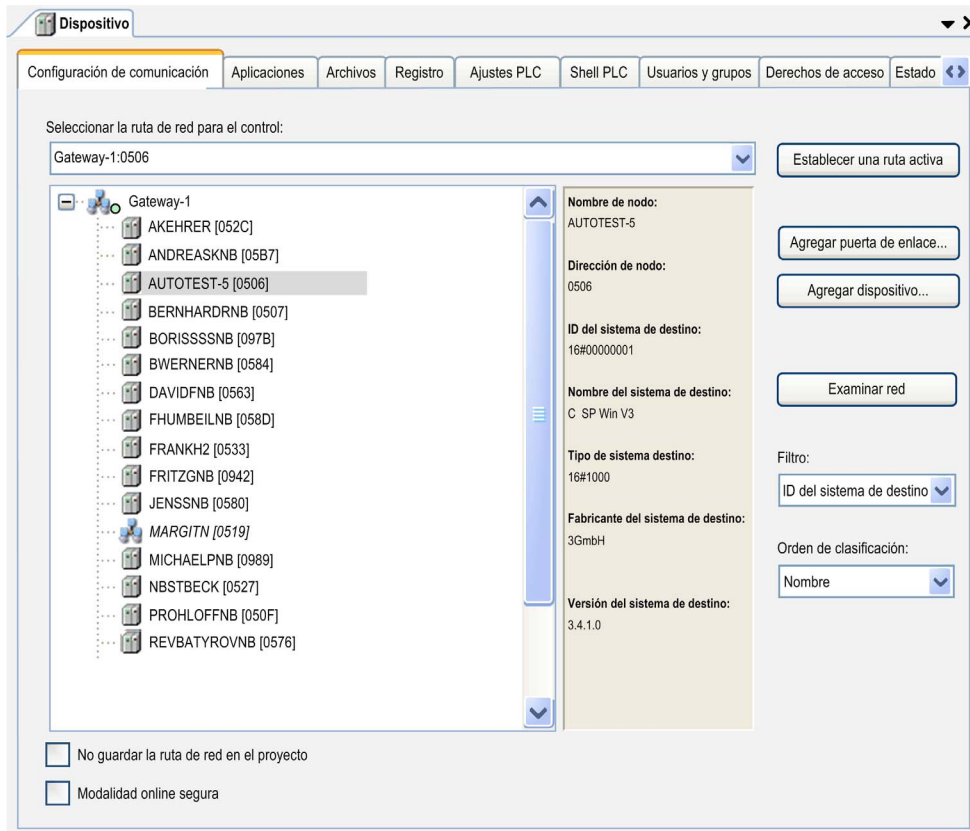 Dispositivo
Configuración de comunicación
Aplicaciones
Archivos
Registro
Ajustes PLC
Shell PLC
Usuarios y grupos
Derechos de acceso
Estado
Seleccionar la ruta de red para el control:
Gateway-1:0506
Establecer una ruta activa
Gateway-1
AKEHRER [052C]
ANDREASKNB [05B7]
AUTOTEST-5 [0506]
BERNHARDRNB [0507]
BORISSSSNB [097B]
BWERNERNB [0584]
DAVIDFNB [0563]
FHUMBEILNB [058D]
FRANKH2 [0533]
FRITZGNB [0942]
JENSSNB [0580]
MARGITN [0519]
MICHAELPNB [0989]
NBSTBECK [0527]
PROHLOFFNB [050F]
REVBATYROVNB [0576]
Nombre de nodo:
AUTOTEST-5
Dirección de nodo:
0506
ID del sistema de destino:
16#00000001
Nombre del sistema de destino:
C SP Win V3
Tipo de sistema destino:
16#1000
Fabricante del sistema de destino:
3GmbH
Versión del sistema de destino:
3.4.1.0
Agregar puerta de enlace...
Agregar dispositivo...
Examinar red
Filtro:
ID del sistema de destino
Orden de clasificación:
Nombre
No guardar la ruta de red en el proyecto
Modalidad online segura